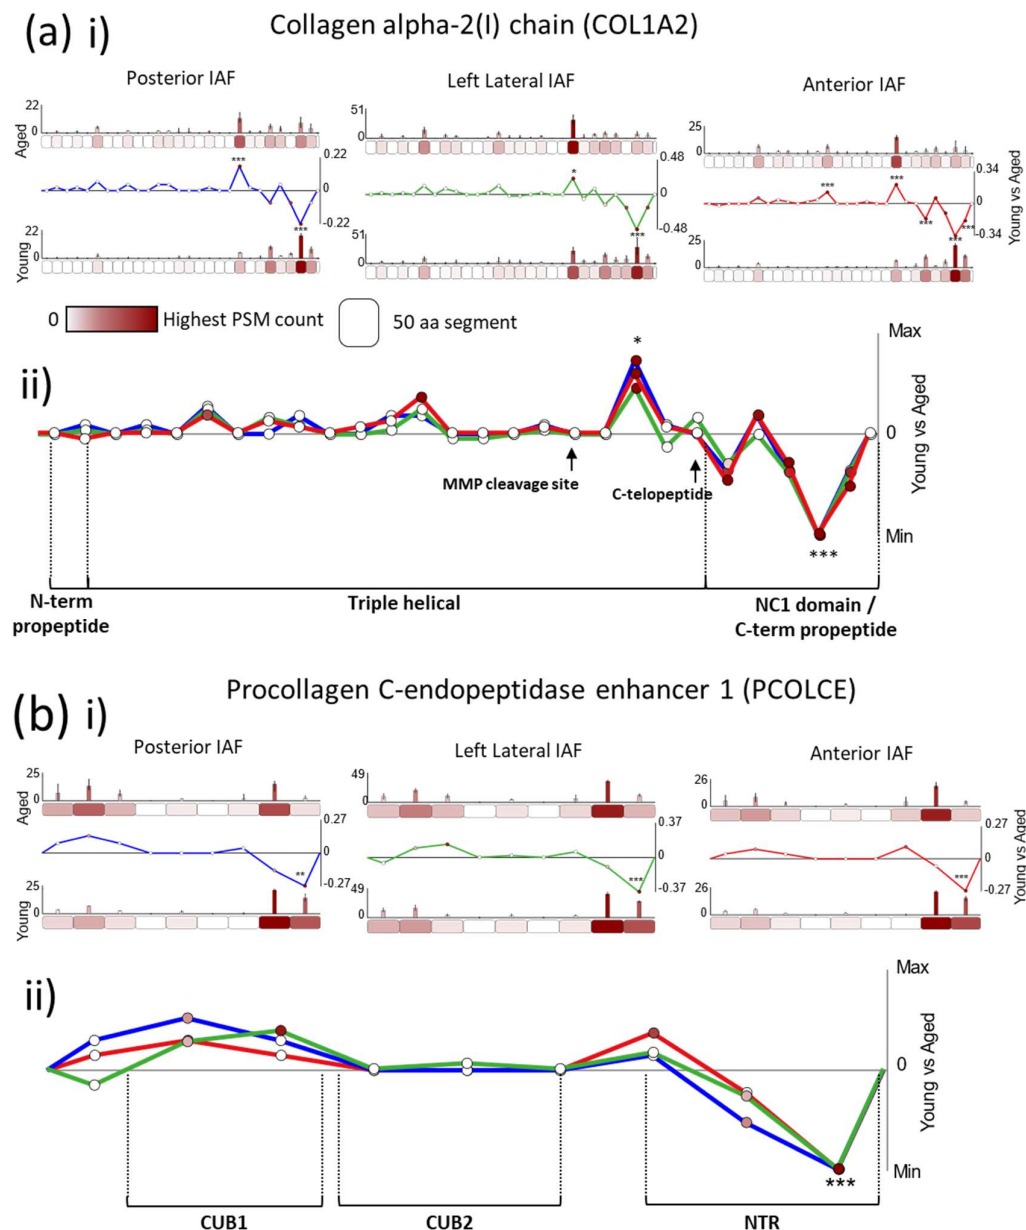 (a) i) Collagen alpha-2(I) chain (COL1A2)
Posterior IAF Left Lateral IAF Anterior IAF
Aged 22 0 51 0 25 0
0.22 0 -0.22 0.48 0 -0.48 0.34 0 -0.34 Young vs Aged
*** *** * *** *** *** *** *** ***
Young 22 0 51 0 25 0
0 Highest PSM count 50 aa segment
ii) Max
*
0 Young vs Aged
MMP cleavage site C-telopeptide
Min
***
N-term propeptide Triple helical NC1 domain / C-term propeptide
Procollagen C-endopeptidase enhancer 1 (PCOLCE)
(b) i)
Posterior IAF Left Lateral IAF Anterior IAF
Aged 25 0 49 0 26 0
0.27 0 -0.27 0.37 0 -0.37 0.27 0 -0.27 Young vs Aged
** *** ***
Young 25 0 49 0 26 0
ii) Max
0 Young vs Aged
Min
***
CUB1 CUB2 NTR